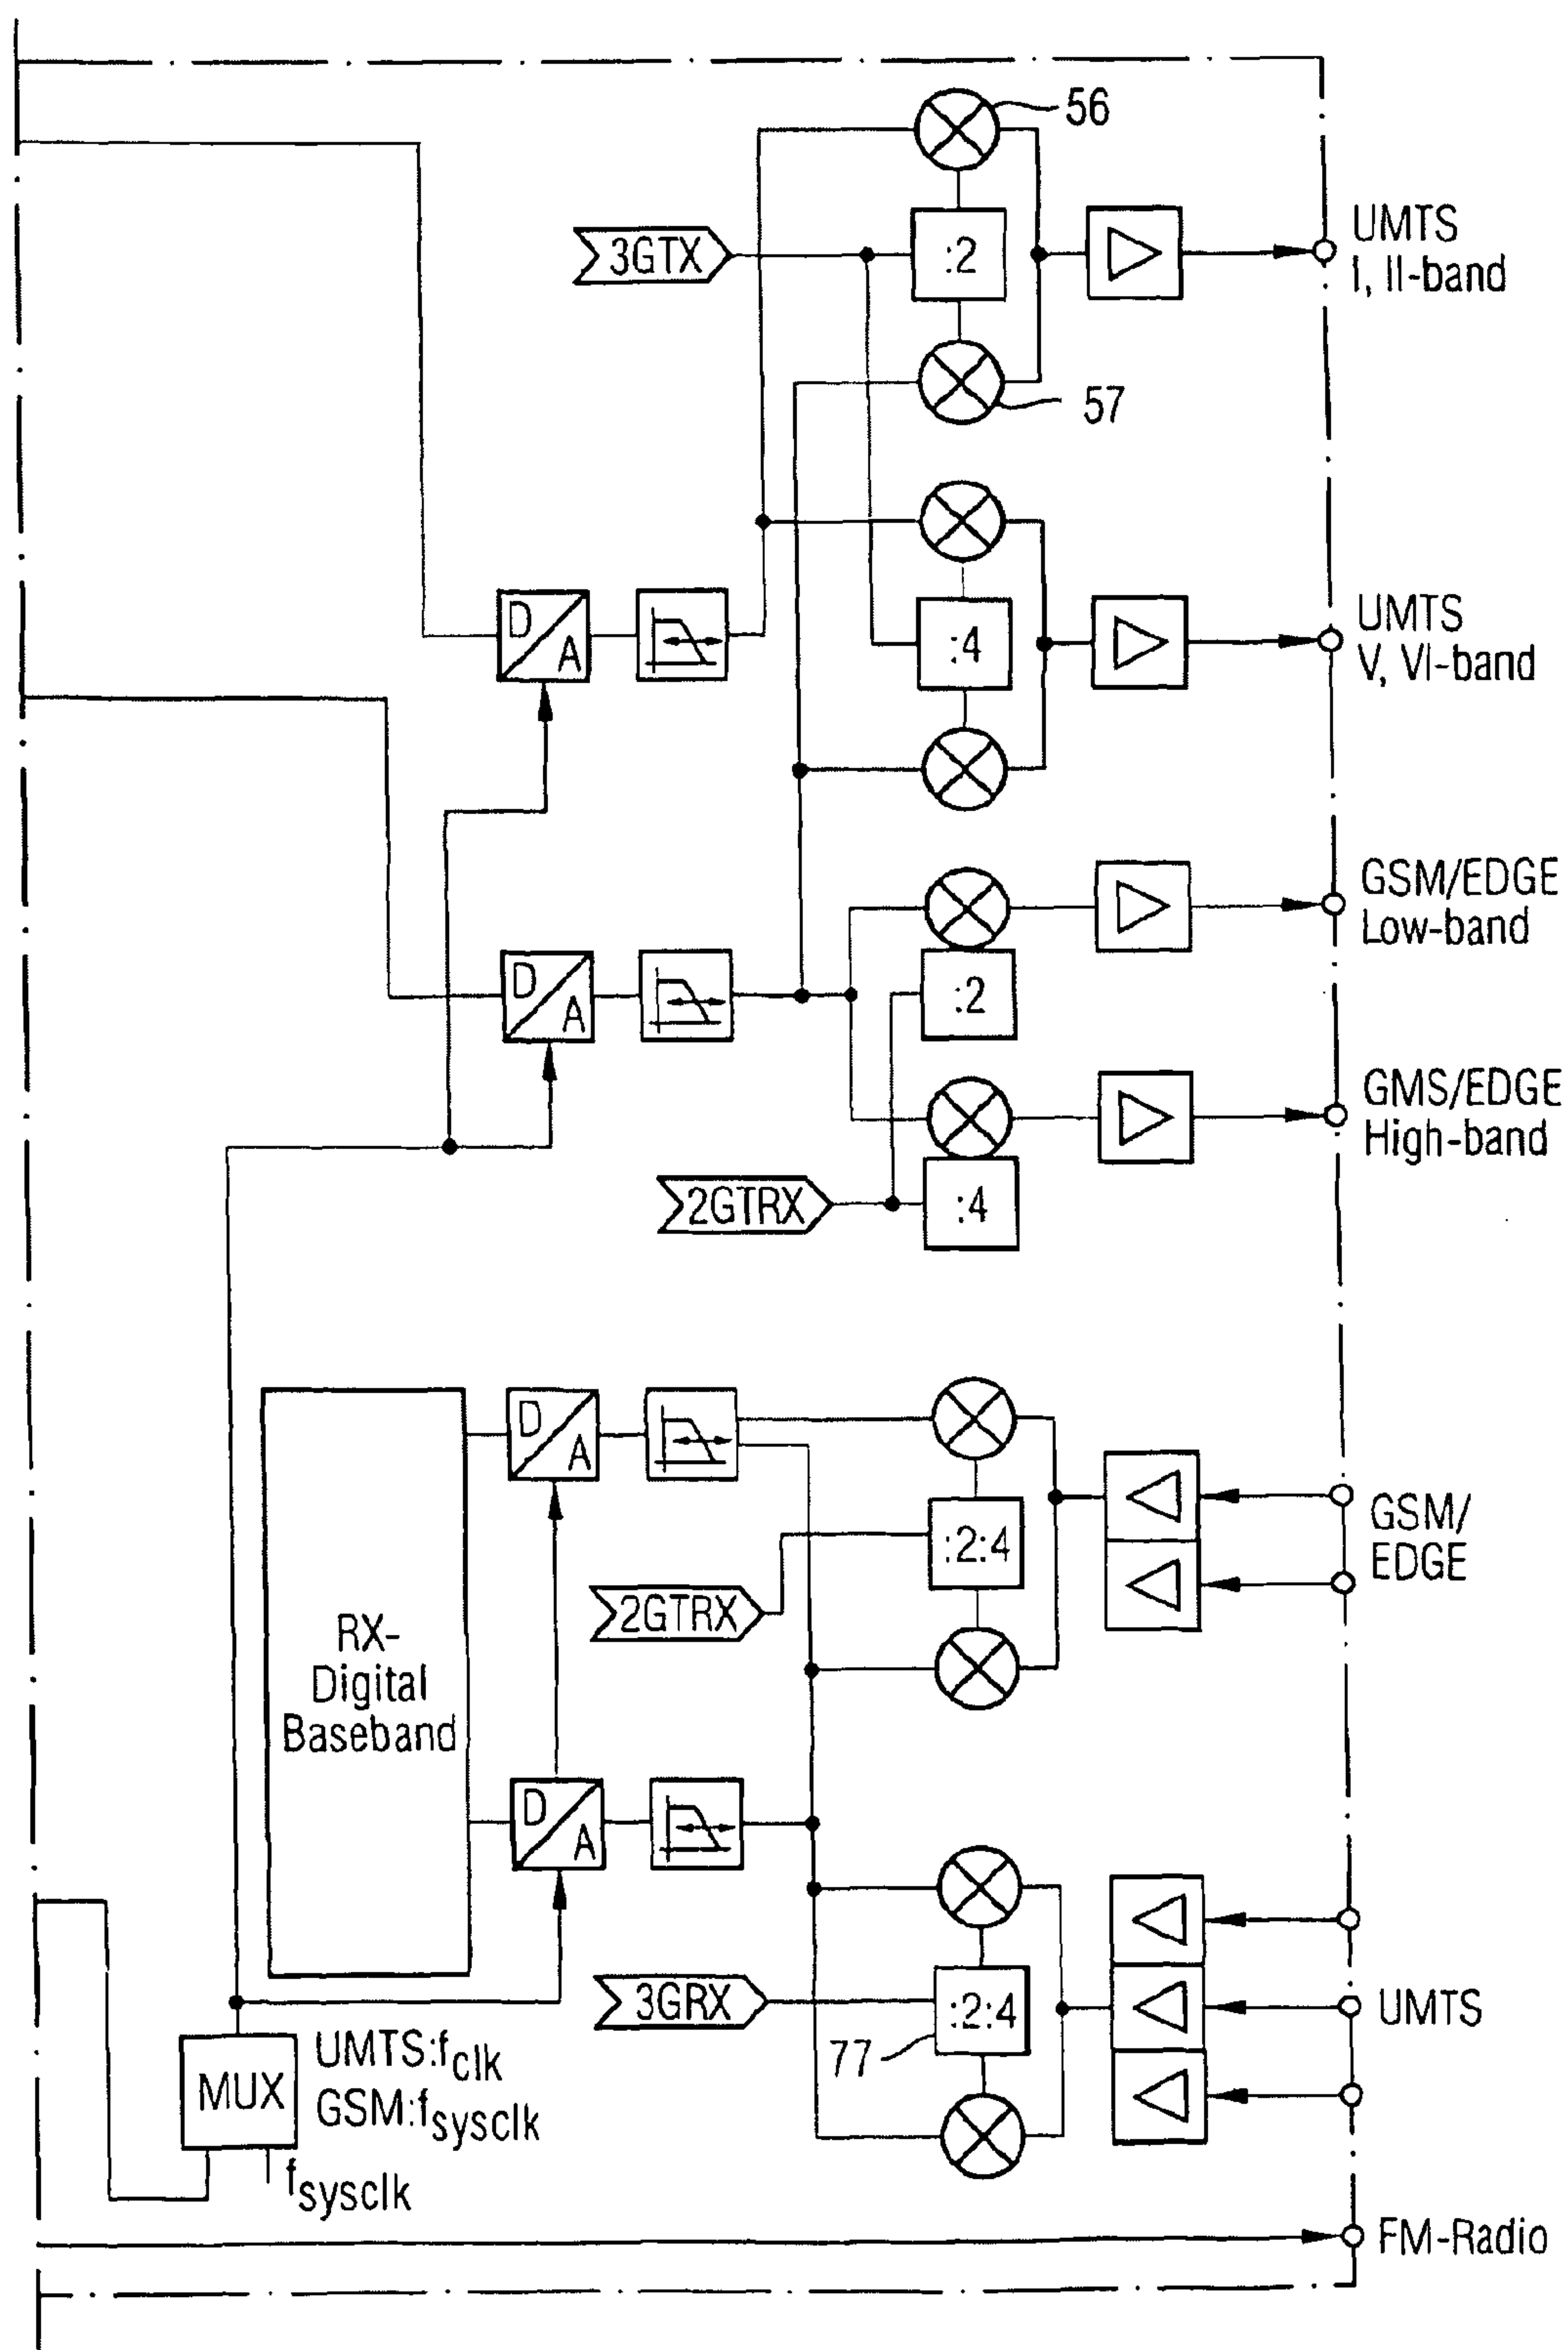 56
UMTS
I, II-band
3GTX
:2
57
UMTS
V, VI-band
D
A
:4
GSM/EDGE
Low-band
D
A
:2
GMS/EDGE
High-band
2GTRX
:4
D
A
GSM/
EDGE
:2:4
2GTRX
RX-
Digital
Baseband
D
A
3GRX
:2:4
UMTS
77
MUX
UMTS:fclk
GSM:fsysclk
fsysclk
FM-Radio